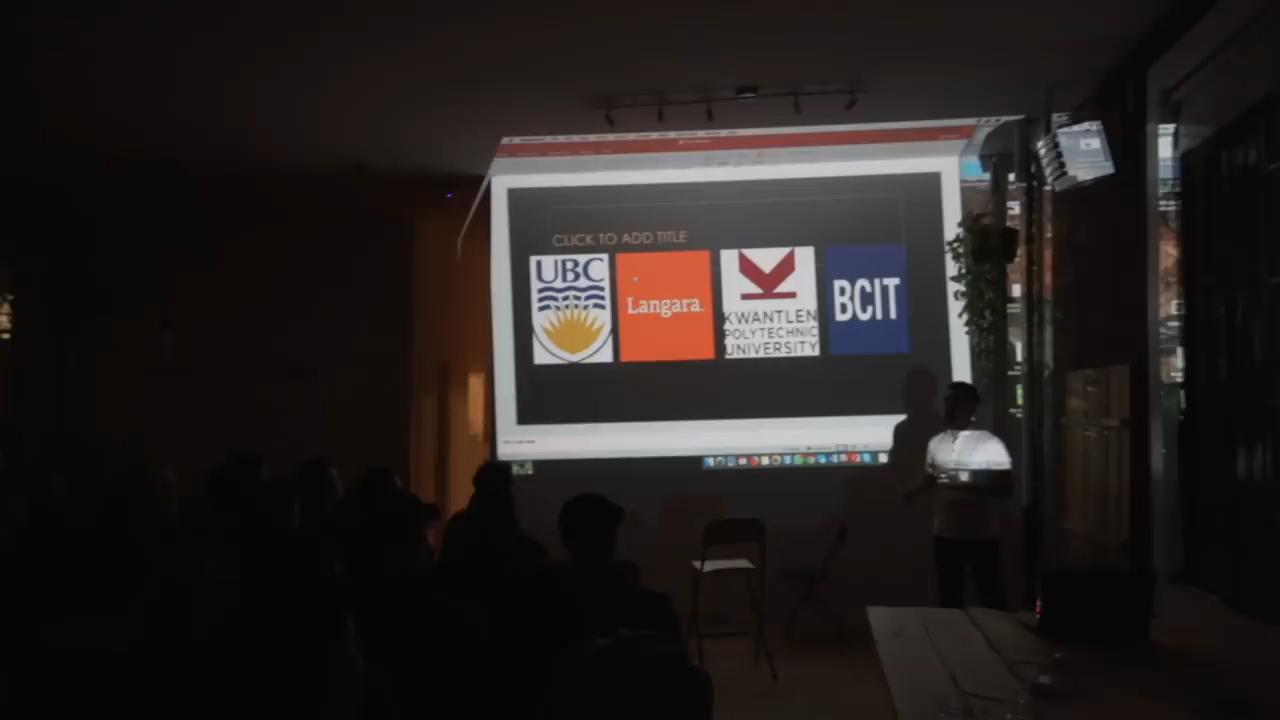 CLICK TO ADD TITLE
UBC
Langara.
KWANTLEN
POLYTECHNIC
UNIVERSITY
BCIT